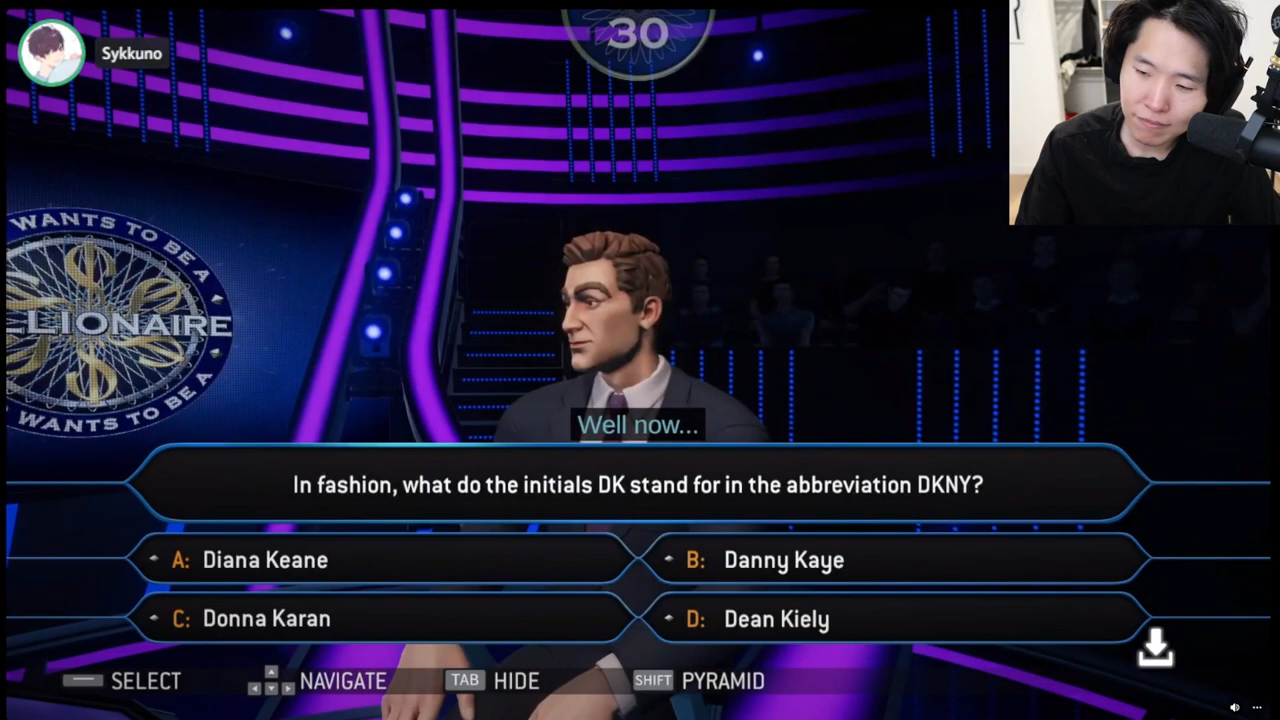 Sykkuno
30
WANTS TO BE A
LLIONAIRE
WANTS TO BE A
Well now...
In fashion, what do the initials DK stand for in the abbreviation DKNY?
A: Diana Keane
B: Danny Kaye
C: Donna Karan
D: Dean Kiely
SELECT
NAVIGATE
TAB HIDE
SHIFT PYRAMID